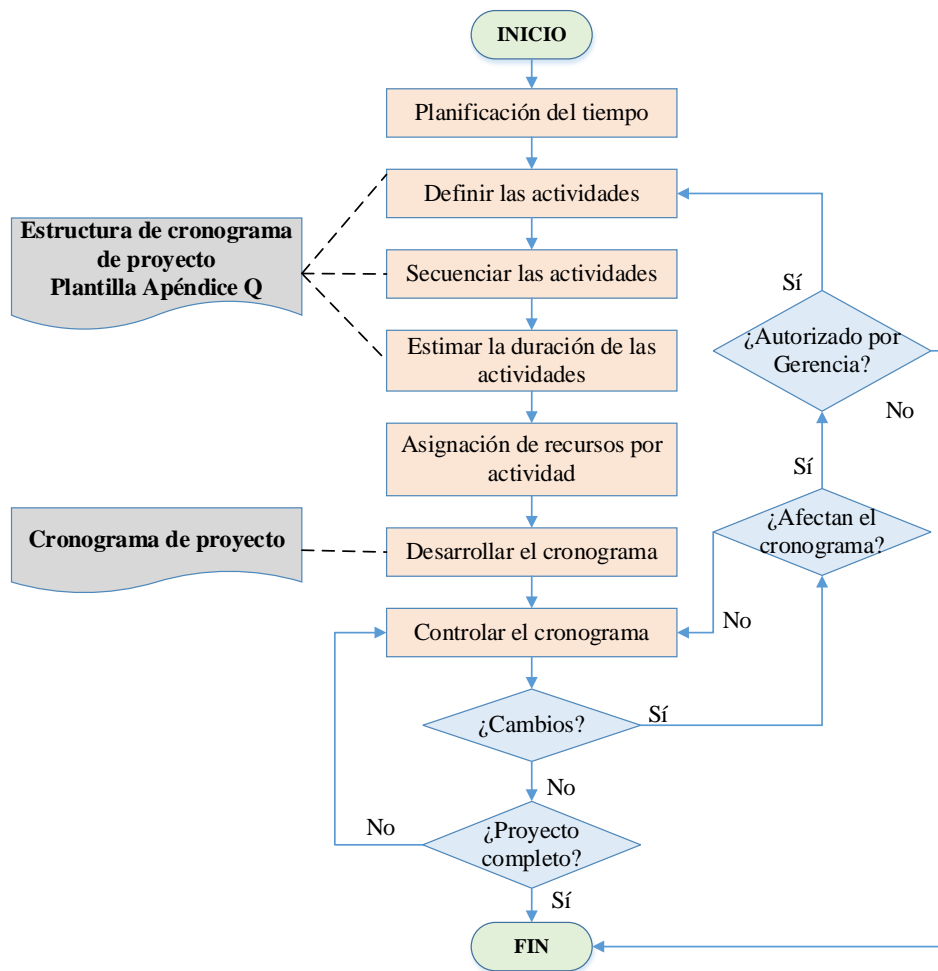 INICIO
Planificación del tiempo
Definir las actividades
Estructura de cronograma
de proyecto
Plantilla Apéndice Q
Secuenciar las actividades
Sí
¿Autorizado por
Gerencia?
Estimar la duración de las
actividades
No
Asignación de recursos por
actividad
Sí
¿Afectan el
cronograma?
Cronograma de proyecto
Desarrollar el cronograma
No
Controlar el cronograma
¿Cambios?
Sí
No
¿Proyecto
completo?
No
Sí
FIN